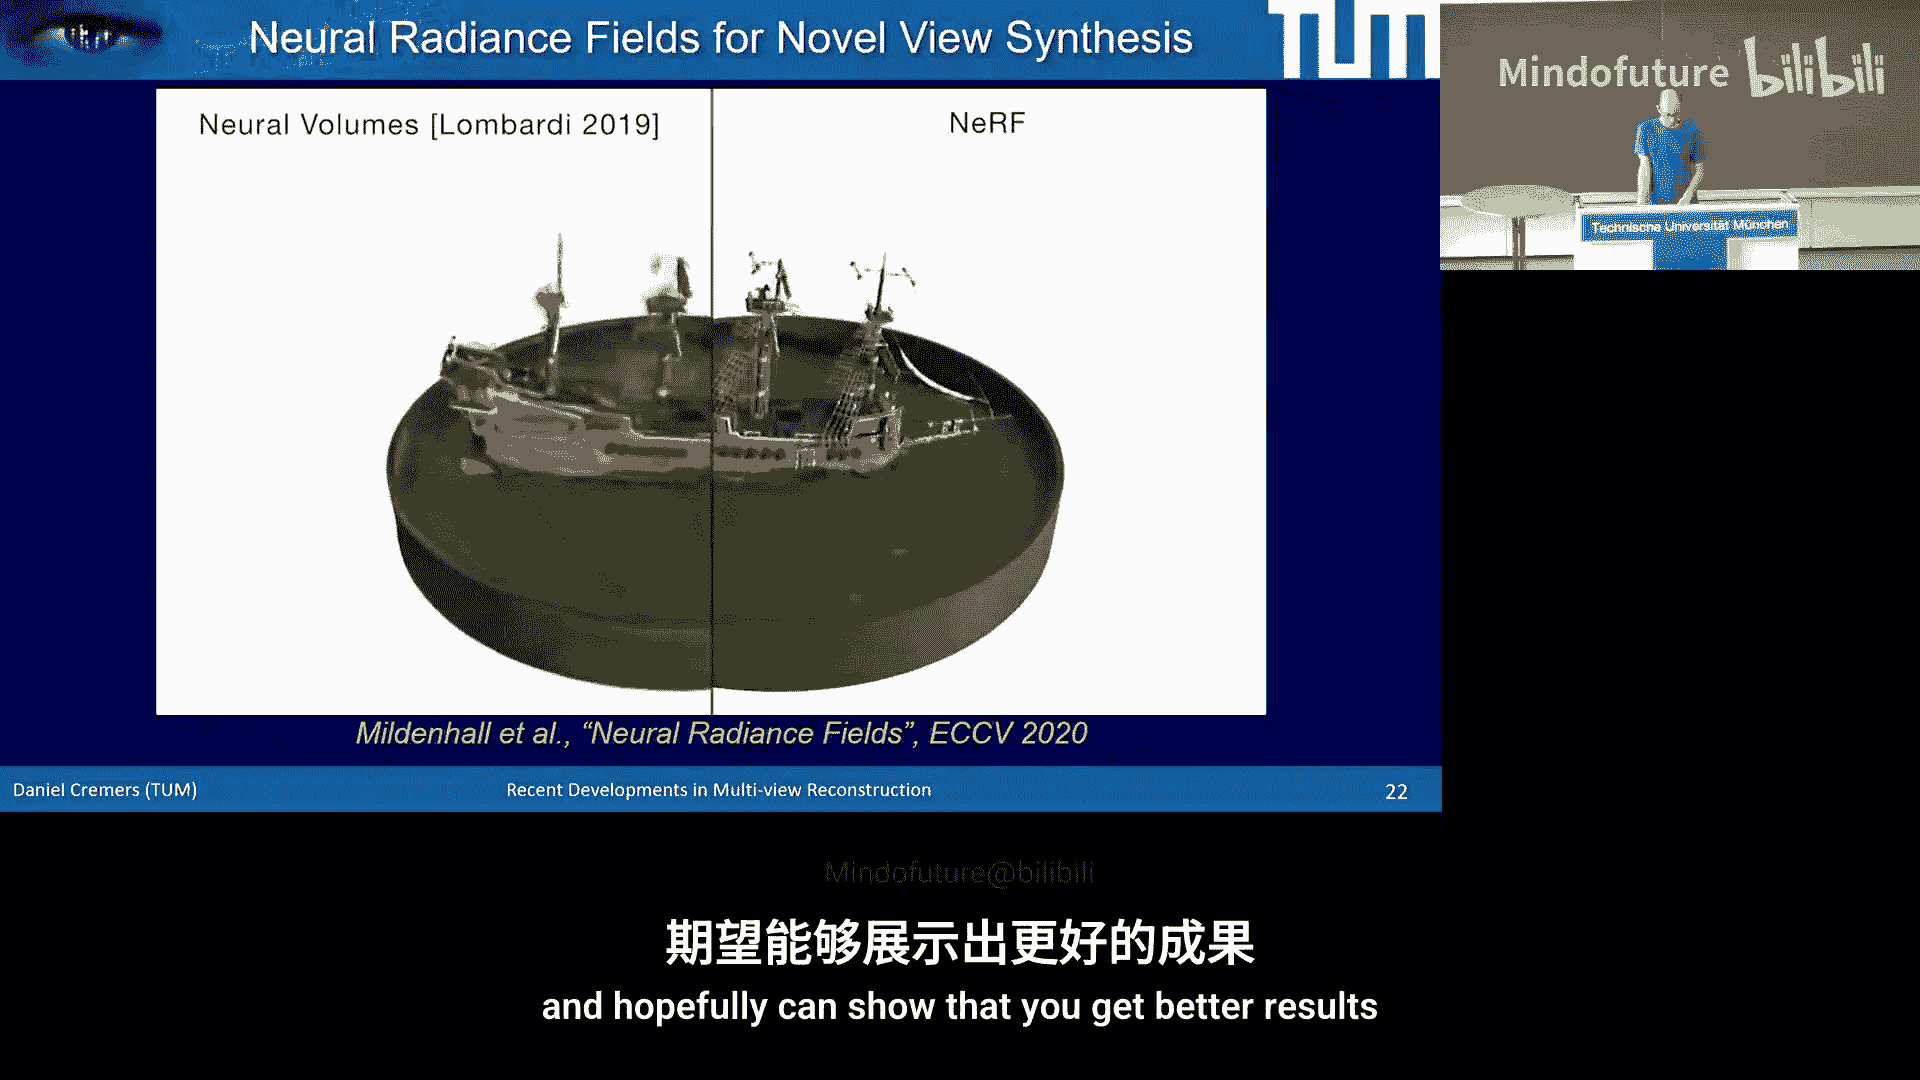 Neural Radiance Fields for Novel View Synthesis
TUM
Mindofuture bilibili
Neural Volumes [Lombardi 2019]
NeRF
Technische Universität München
Mildenhall et al., “Neural Radiance Fields”, ECCV 2020
Daniel Cremers (TUM)
Recent Developments in Multi-view Reconstruction
22
Mindofuture@bilibili
期望能够展示出更好的成果
and hopefully can show that you get better results